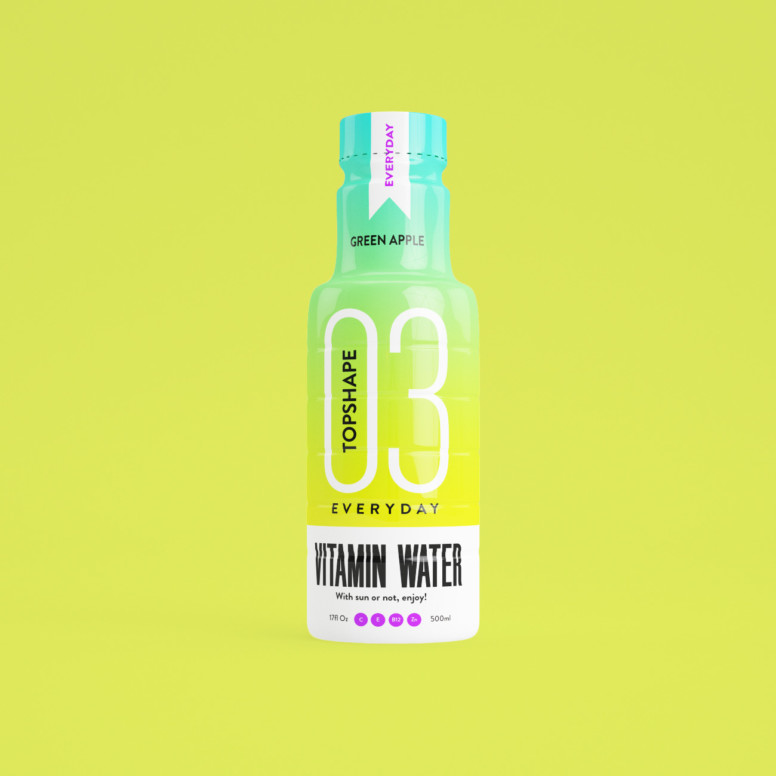 EVERYDAY
GREEN APPLE
03
TOPSHAPE
EVERYDAY
VITAMIN WATER
With sun or not, enjoy!
17fl Oz C E B12 Zn 500ml